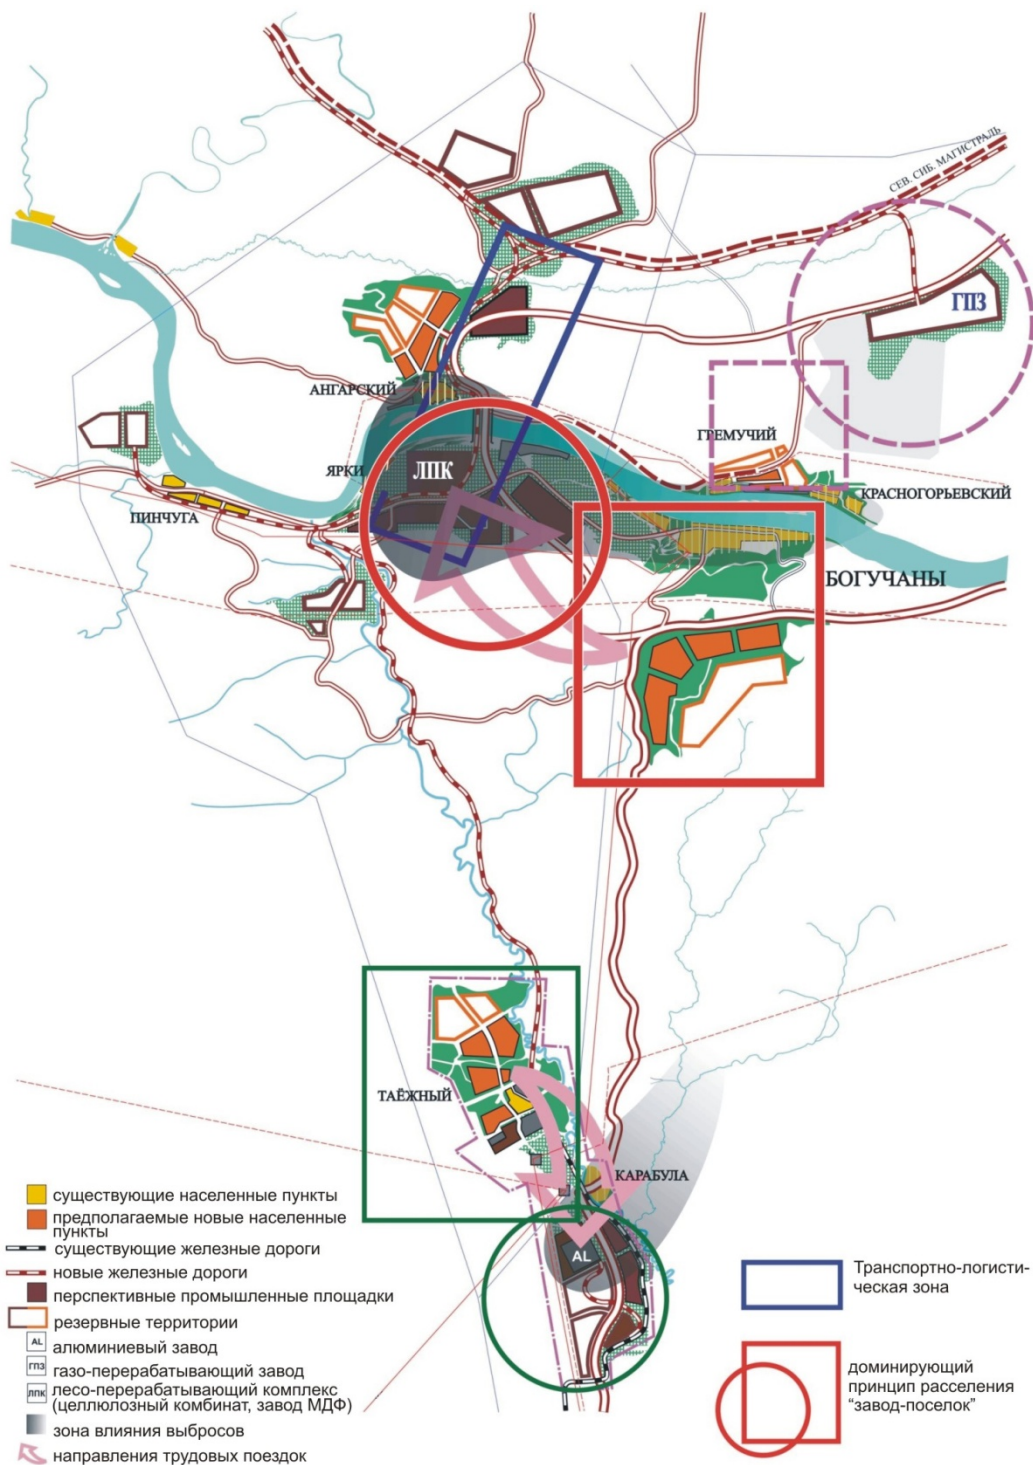 СЕВ. СИБ. МАГИСТРАЛЬ
ГПЗ
АНГАРСКИЙ
ГРЕМУЧИЙ
ЯРКИ
ЛПК
КРАСНОГОРЬЕВСКИЙ
ПИНЧУГА
БОГУЧАНЫ
ТАЁЖНЫЙ
КАРАБУЛА
AL
существующие населенные пункты
предполагаемые новые населенные
пункты
существующие железные дороги
новые железные дороги
перспективные промышленные площадки
резервные территории
AL
алюминиевый завод
ГПЗ
газо-перерабатывающий завод
ЛПК
лесо-перерабатывающий комплекс
(целлюлозный комбинат, завод МДФ)
зона влияния выбросов
направления трудовых поездок
Транспортно-логисти-
ческая зона
доминирующий
принцип расселения
“завод-поселок”